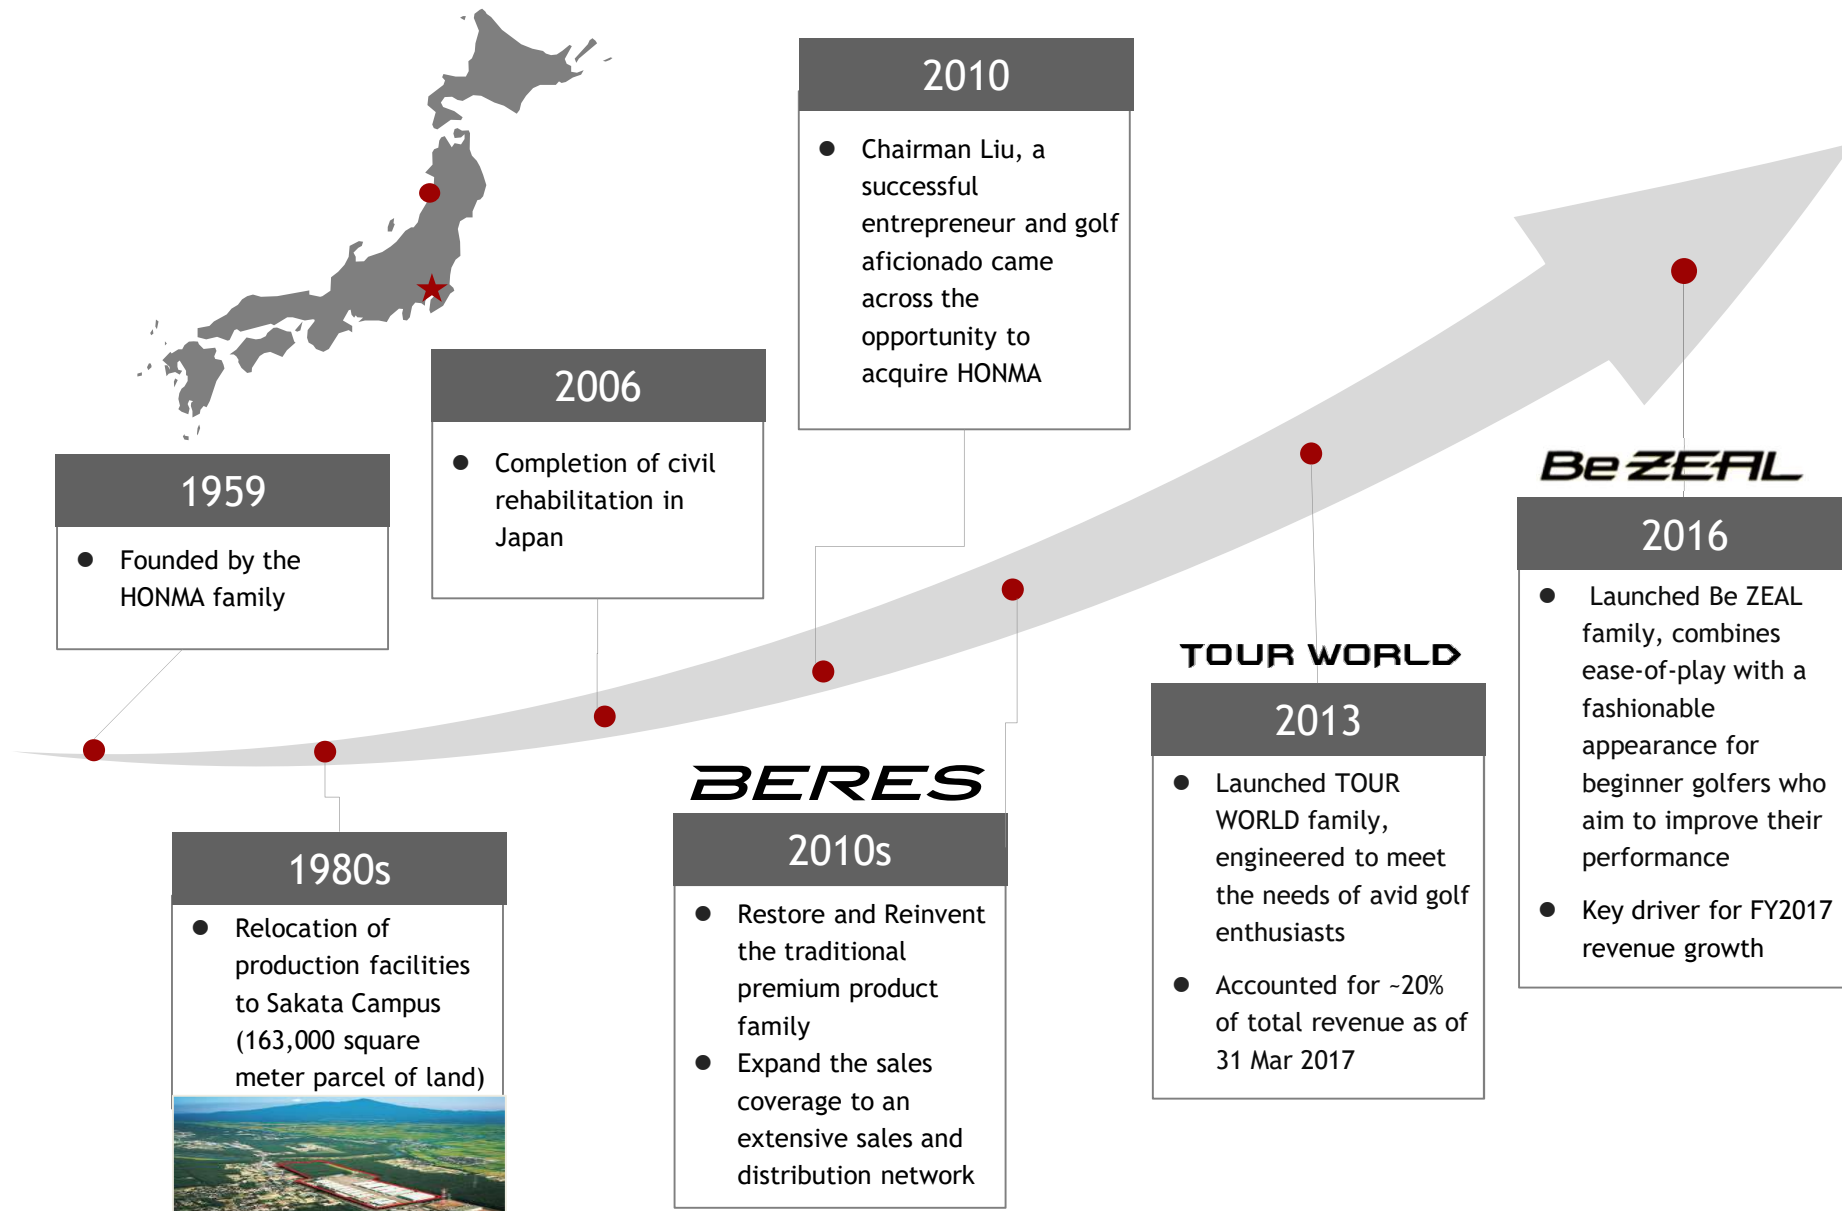 1959
● Founded by the
HONMA family
1980s
● Relocation of
production facilities
to Sakata Campus
(163,000 square
meter parcel of land)
2006
● Completion of civil
rehabilitation in
Japan
2010
● Chairman Liu, a
successful
entrepreneur and golf
aficionado came
across the
opportunity to
acquire HONMA
BERES
2010s
● Restore and Reinvent
the traditional
premium product
family
● Expand the sales
coverage to an
extensive sales and
distribution network
TOUR WORLD
2013
● Launched TOUR
WORLD family,
engineered to meet
the needs of avid golf
enthusiasts
● Accounted for ~20%
of total revenue as of
31 Mar 2017
Be ZEAL
2016
● Launched Be ZEAL
family, combines
ease-of-play with a
fashionable
appearance for
beginner golfers who
aim to improve their
performance
● Key driver for FY2017
revenue growth